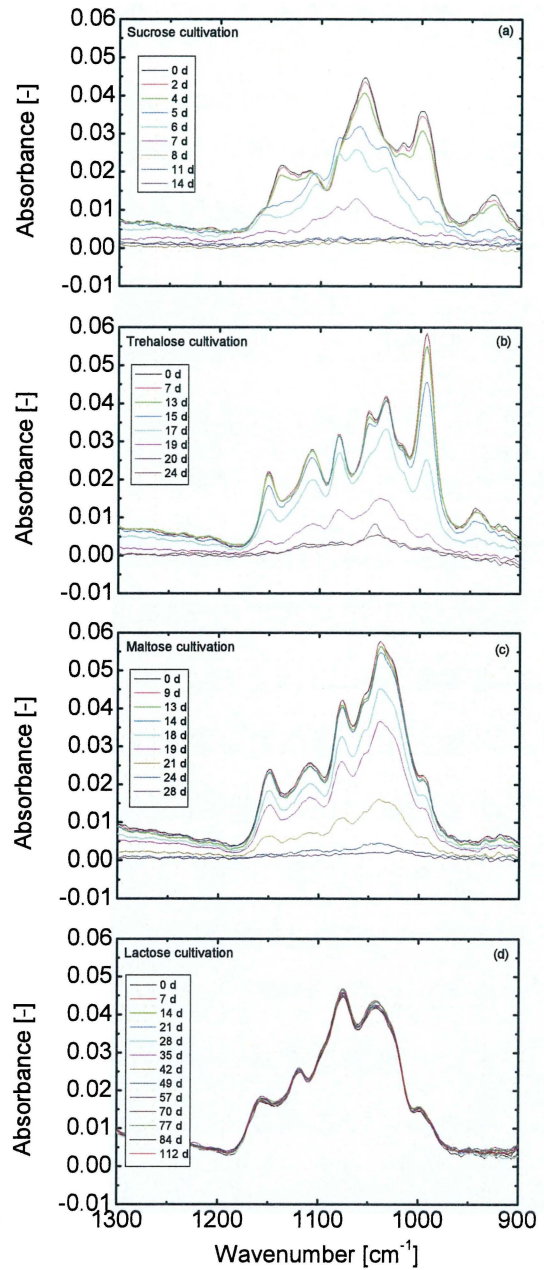 0.06
Sucrose cultivation
(a)
0.05
0 d
2 d
0.04
4 d
5 d
0.03
6 d
7 d
0.02
8 d
11 d
0.01
14 d
0.00
-0.01
Absorbance [-]
0.06
Trehalose cultivation
(b)
0.05
0 d
7 d
0.04
13 d
15 d
0.03
17 d
19 d
0.02
20 d
24 d
0.01
0.00
-0.01
Absorbance [-]
0.06
Maltose cultivation
(c)
0.05
0 d
9 d
0.04
13 d
14 d
0.03
18 d
19 d
0.02
21 d
24 d
0.01
28 d
0.00
-0.01
Absorbance [-]
0.06
Lactose cultivation
(d)
0.05
0 d
7 d
0.04
14 d
21 d
28 d
0.03
35 d
42 d
0.02
49 d
57 d
0.01
70 d
77 d
0.00
84 d
112 d
-0.01
Absorbance [-]
1300 1200 1100 1000 900
Wavenumber [cm⁻¹]